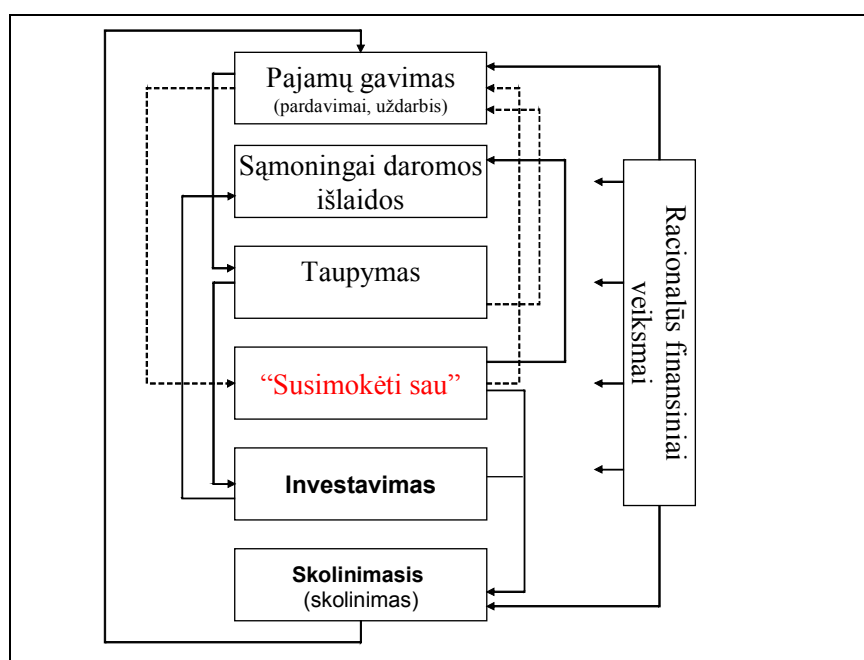 Pajamų gavimas
(pardavimai, uždarbis)
Sąmoningai daromos
išlaidos
Taupymas
“Susimokėti sau”
Investavimas
Skolinimasis
(skolinimas)
Racionalūs finansiniai
veiksmai